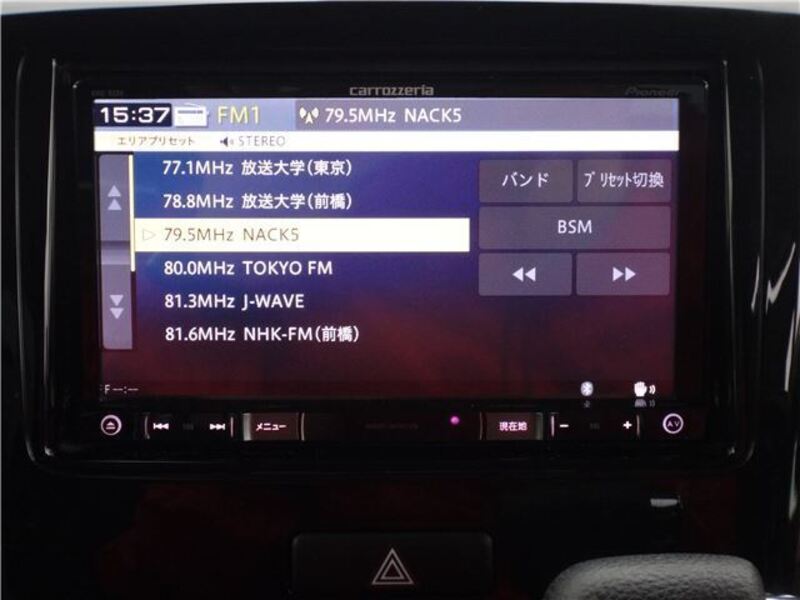 carrozzeria
Pioneer
15:37 FM1 79.5MHz NACK5
エリアプリセット STEREO
77.1MHz 放送大学(東京)
78.8MHz 放送大学(前橋)
79.5MHz NACK5
80.0MHz TOKYO FM
81.3MHz J-WAVE
81.6MHz NHK-FM(前橋)
バンド プリセット切換
BSM
--:--
メニュー 現在地 - + AV